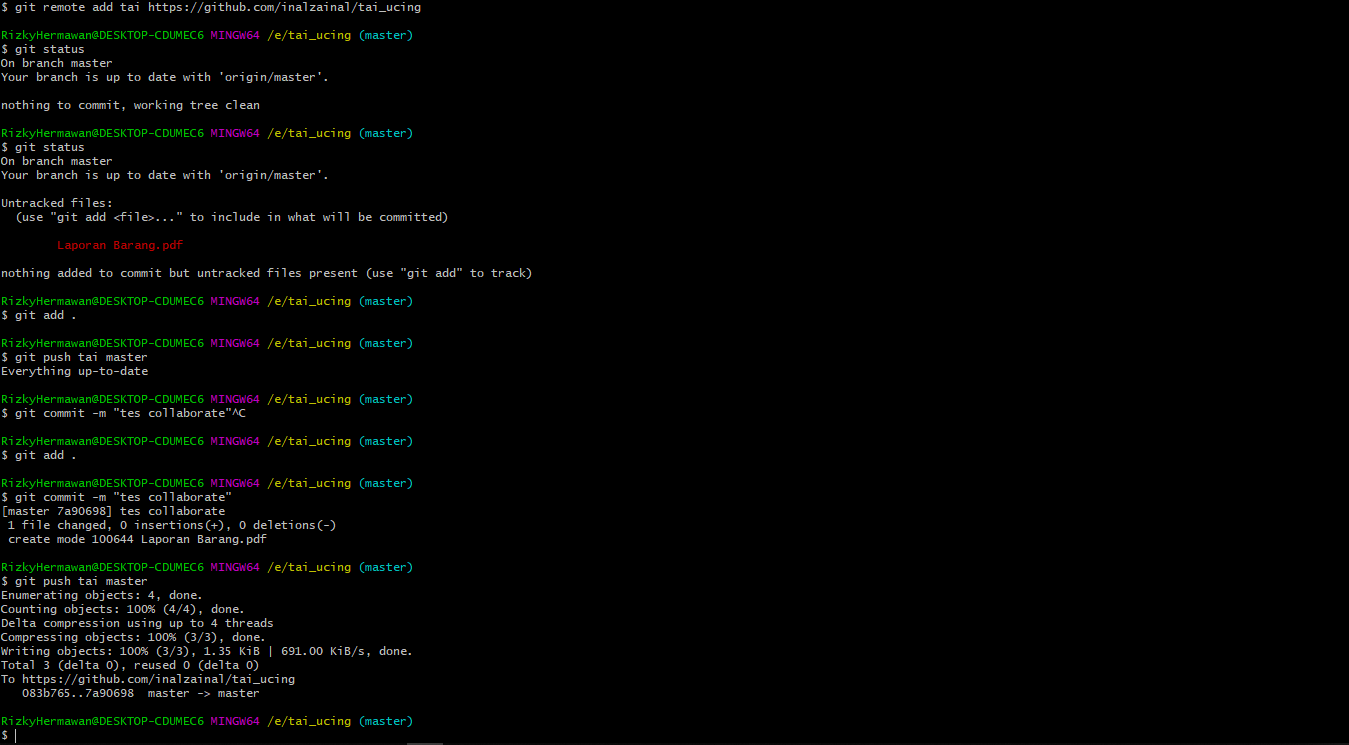 $ git remote add tai https://github.com/inalzainal/tai_ucing
RizkyHermawan@DESKTOP-CDUMEC6 MINGW64 /e/tai_ucing (master)
$ git status
On branch master
Your branch is up to date with 'origin/master'.
nothing to commit, working tree clean
RizkyHermawan@DESKTOP-CDUMEC6 MINGW64 /e/tai_ucing (master)
$ git status
On branch master
Your branch is up to date with 'origin/master'.
Untracked files:
(use "git add <file>..." to include in what will be committed)
Laporan Barang.pdf
nothing added to commit but untracked files present (use "git add" to track)
RizkyHermawan@DESKTOP-CDUMEC6 MINGW64 /e/tai_ucing (master)
$ git add .
RizkyHermawan@DESKTOP-CDUMEC6 MINGW64 /e/tai_ucing (master)
$ git push tai master
Everything up-to-date
RizkyHermawan@DESKTOP-CDUMEC6 MINGW64 /e/tai_ucing (master)
$ git commit -m "tes collaborate"^C
RizkyHermawan@DESKTOP-CDUMEC6 MINGW64 /e/tai_ucing (master)
$ git add .
RizkyHermawan@DESKTOP-CDUMEC6 MINGW64 /e/tai_ucing (master)
$ git commit -m "tes collaborate"
[master 7a90698] tes collaborate
1 file changed, 0 insertions(+), 0 deletions(-)
create mode 100644 Laporan Barang.pdf
RizkyHermawan@DESKTOP-CDUMEC6 MINGW64 /e/tai_ucing (master)
$ git push tai master
Enumerating objects: 4, done.
Counting objects: 100% (4/4), done.
Delta compression using up to 4 threads
Compressing objects: 100% (3/3), done.
Writing objects: 100% (3/3), 1.35 KiB | 691.00 KiB/s, done.
Total 3 (delta 0), reused 0 (delta 0)
To https://github.com/inalzainal/tai_ucing
083b765..7a90698  master -> master
RizkyHermawan@DESKTOP-CDUMEC6 MINGW64 /e/tai_ucing (master)
$